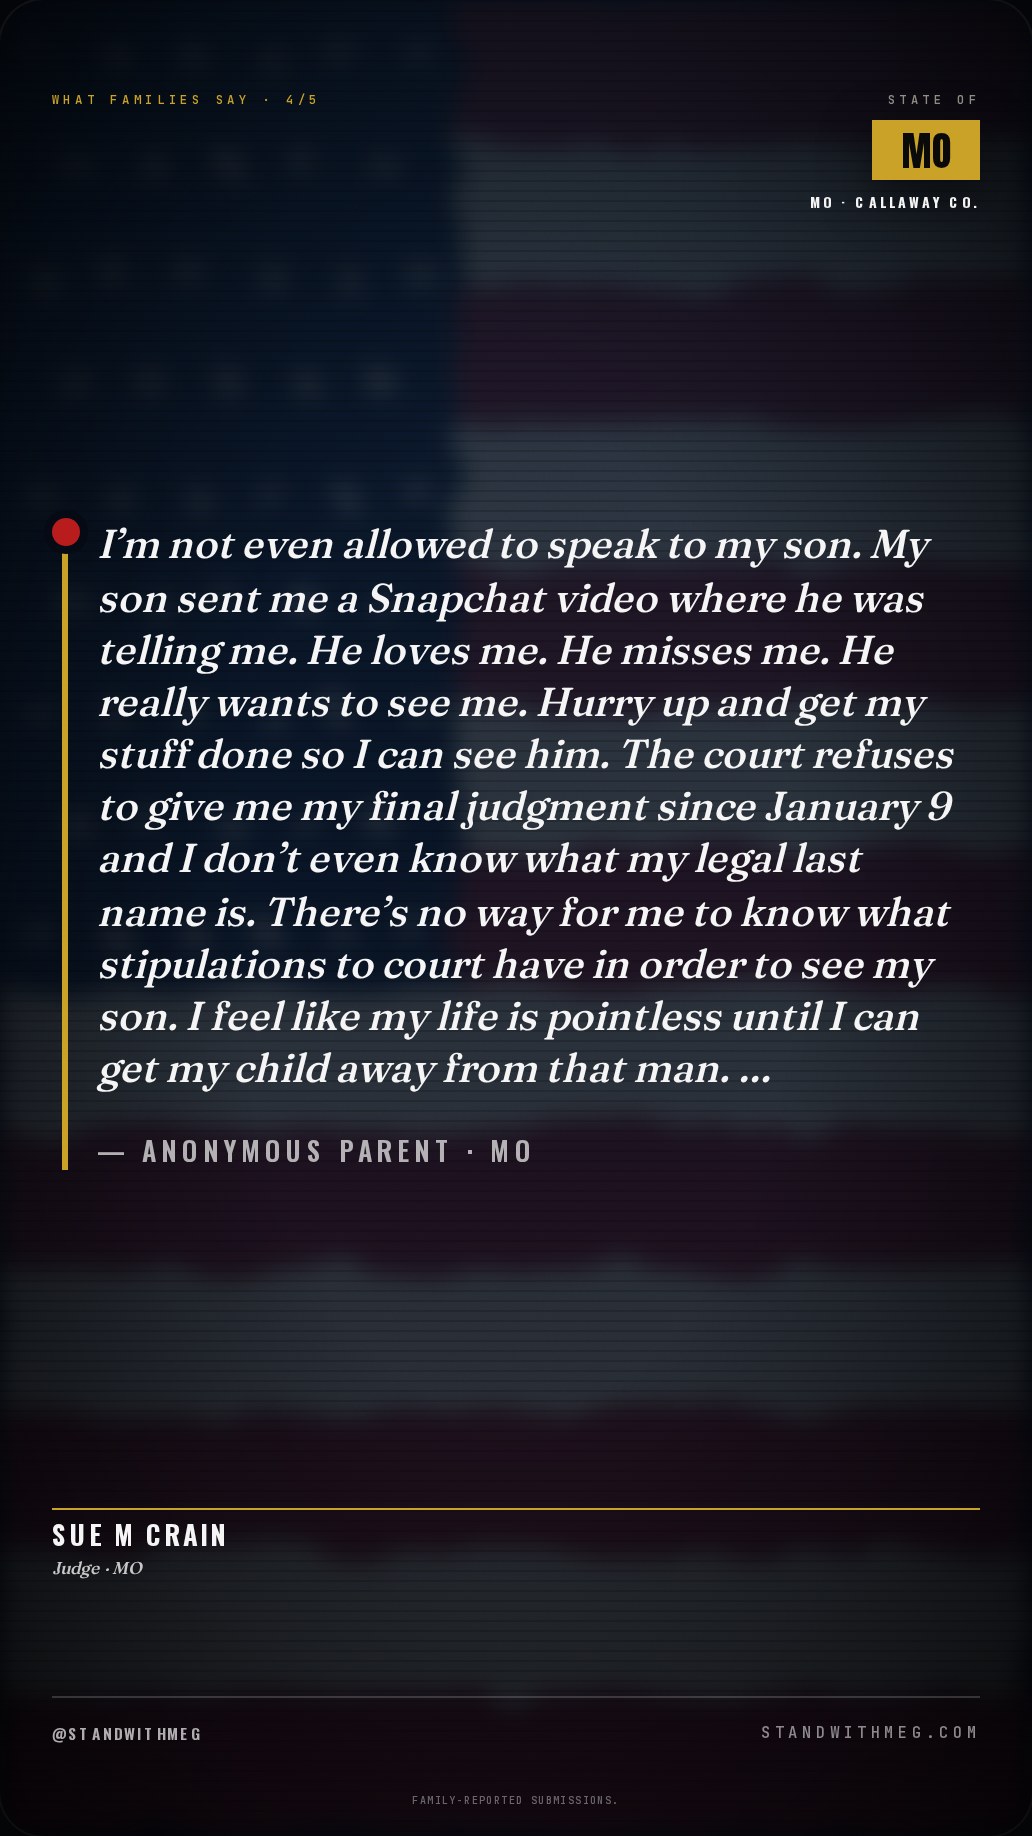 WHAT FAMILIES SAY · 4/5
STATE OF
MO
MO · CALLAWAY CO.
I’m not even allowed to speak to my son. My
son sent me a Snapchat video where he was
telling me. He loves me. He misses me. He
really wants to see me. Hurry up and get my
stuff done so I can see him. The court refuses
to give me my final judgment since January 9
and I don’t even know what my legal last
name is. There’s no way for me to know what
stipulations to court have in order to see my
son. I feel like my life is pointless until I can
get my child away from that man. ...
— ANONYMOUS PARENT · MO
SUE M CRAIN
Judge · MO
@STANDWITHMEG
STANDWITHMEG.COM
FAMILY-REPORTED SUBMISSIONS.